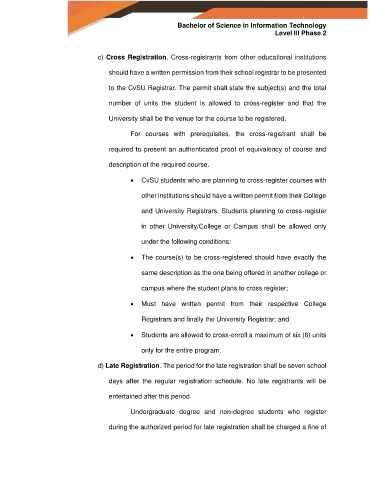 Bachelor of Science in Information Technology
Level III Phase 2
c) Cross Registration. Cross-registrants from other educational institutions
should have a written permission from their school registrar to be presented
to the CvSU Registrar. The permit shall state the subject(s) and the total
number of units the student is allowed to cross-register and that the
University shall be the venue for the course to be registered.
For courses with prerequisites, the cross-registrant shall be
required to present an authenticated proof of equivalency of course and
description of the required course.
• CvSU students who are planning to cross-register courses with
other institutions should have a written permit from their College
and University Registrars. Students planning to cross-register
in other University/College or Campus shall be allowed only
under the following conditions:
• The course(s) to be cross-registered should have exactly the
same description as the one being offered in another college or
campus where the student plans to cross register;
• Must have written permit from their respective College
Registrars and finally the University Registrar; and
• Students are allowed to cross-enroll a maximum of six (6) units
only for the entire program.
d) Late Registration. The period for the late registration shall be seven school
days after the regular registration schedule. No late registrants will be
entertained after this period.
Undergraduate degree and non-degree students who register
during the authorized period for late registration shall be charged a fine of